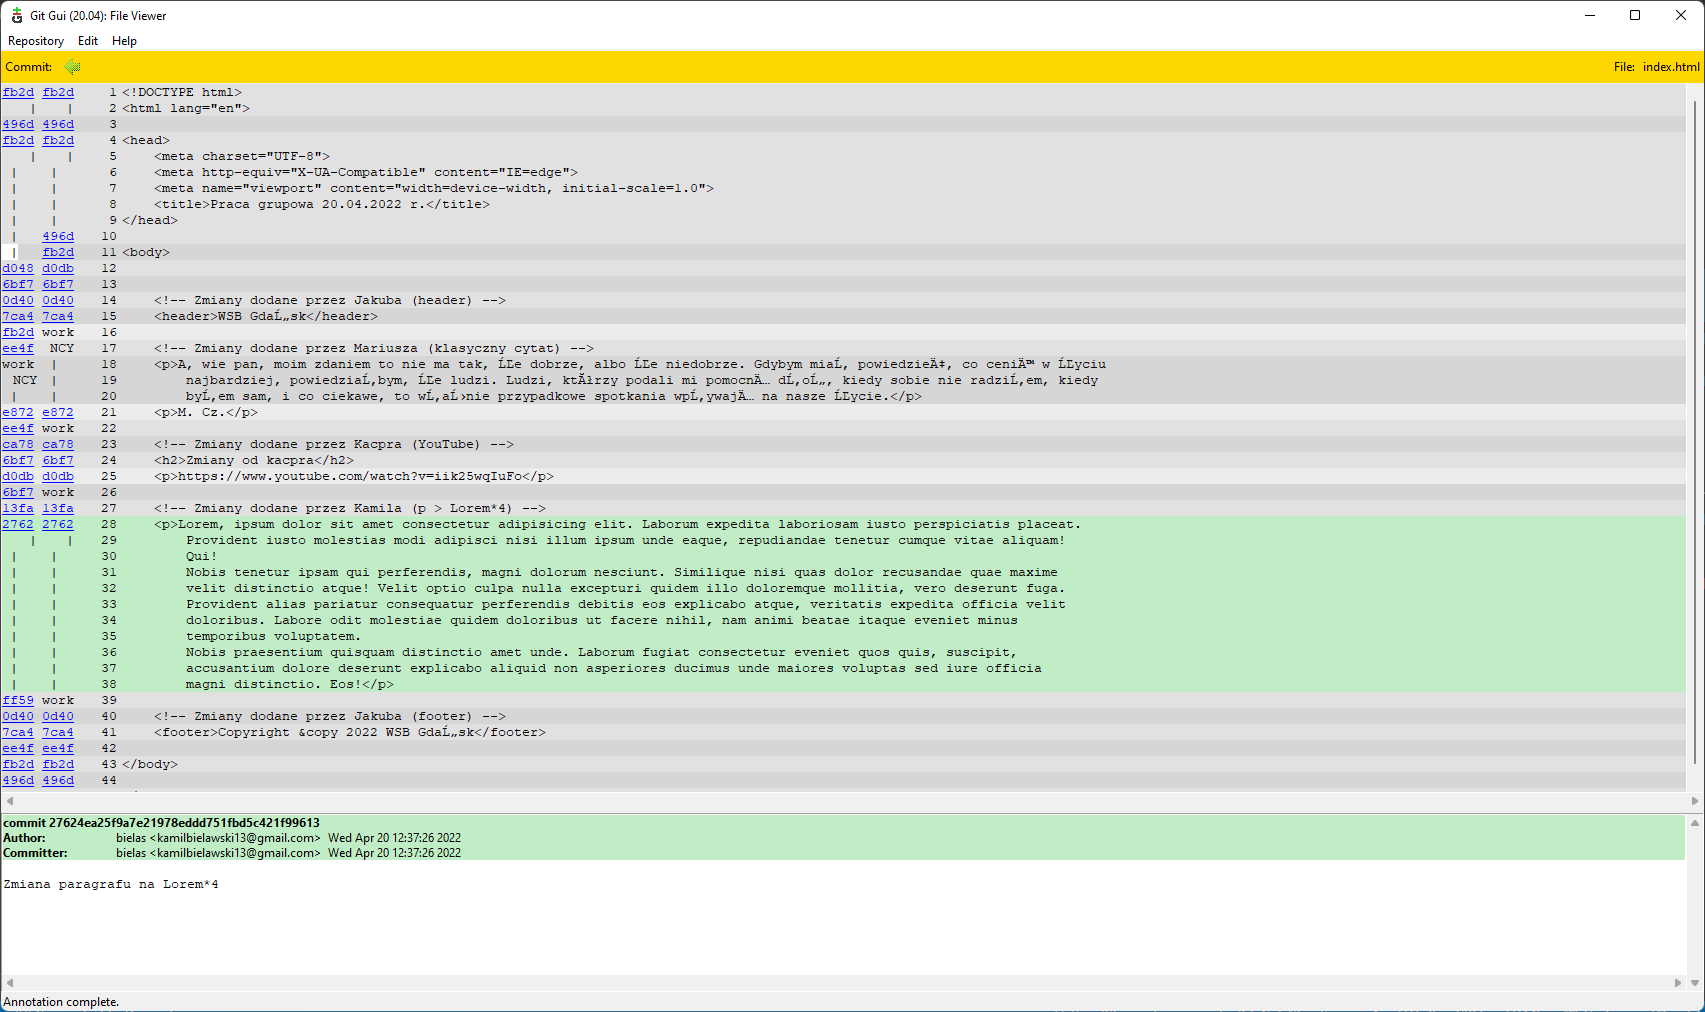 Git Gui (20.04): File Viewer
Repository Edit Help
Commit: File: index.html
fb2d fb2d 1 <!DOCTYPE html>
| | 2 <html lang="en">
496d 496d 3
fb2d fb2d 4 <head>
| | 5     <meta charset="UTF-8">
| | 6     <meta http-equiv="X-UA-Compatible" content="IE=edge">
| | 7     <meta name="viewport" content="width=device-width, initial-scale=1.0">
| | 8     <title>Praca grupowa 20.04.2022 r.</title>
| | 9 </head>
| 496d 10
| fb2d 11 <body>
d048 d0db 12
6bf7 6bf7 13
0d40 0d40 14     <!-- Zmiany dodane przez Jakuba (header) -->
7ca4 7ca4 15     <header>WSB GdaĹ„sk</header>
fb2d work 16
ee4f NCY 17     <!-- Zmiany dodane przez Mariusza (klasyczny cytat) -->
work | 18     <p>A, wie pan, moim zdaniem to nie ma tak, ĹĽe dobrze, albo ĹĽe niedobrze. Gdybym miaĹ‚, powiedzieÄ‡, co ceniÄ™ w ĹĽyciu
NCY | 19         najbardziej, powiedziaĹ‚bym, ĹĽe ludzi. Ludzi, ktĂłrzy podali mi pomocnÄ… dĹ‚oĹ„, kiedy sobie nie radziĹ‚em, kiedy
| | 20         byĹ‚em sam, i co ciekawe, to wĹ‚aĹ›nie przypadkowe spotkania wpĹ‚ywajÄ… na nasze ĹĽycie.</p>
e872 e872 21     <p>M. Cz.</p>
ee4f work 22
ca78 ca78 23     <!-- Zmiany dodane przez Kacpra (YouTube) -->
6bf7 6bf7 24     <h2>Zmiany od kacpra</h2>
d0db d0db 25     <p>https://www.youtube.com/watch?v=iik25wqIuFo</p>
6bf7 work 26
13fa 13fa 27     <!-- Zmiany dodane przez Kamila (p > Lorem*4) -->
2762 2762 28     <p>Lorem, ipsum dolor sit amet consectetur adipisicing elit. Laborum expedita laboriosam iusto perspiciatis placeat.
| | 29         Provident iusto molestias modi adipisci nisi illum ipsum unde eaque, repudiandae tenetur cumque vitae aliquam!
| | 30         Qui!
| | 31         Nobis tenetur ipsam qui perferendis, magni dolorum nesciunt. Similique nisi quas dolor recusandae quae maxime
| | 32         velit distinctio atque! Velit optio culpa nulla excepturi quidem illo doloremque mollitia, vero deserunt fuga.
| | 33         Provident alias pariatur consequatur perferendis debitis eos explicabo atque, veritatis expedita officia velit
| | 34         doloribus. Labore odit molestiae quidem doloribus ut facere nihil, nam animi beatae itaque eveniet minus
| | 35         temporibus voluptatem.
| | 36         Nobis praesentium quisquam distinctio amet unde. Laborum fugiat consectetur eveniet quos quis, suscipit,
| | 37         accusantium dolore deserunt explicabo aliquid non asperiores ducimus unde maiores voluptas sed iure officia
| | 38         magni distinctio. Eos!</p>
ff59 work 39
0d40 0d40 40     <!-- Zmiany dodane przez Jakuba (footer) -->
7ca4 7ca4 41     <footer>Copyright &copy 2022 WSB GdaĹ„sk</footer>
ee4f ee4f 42
fb2d fb2d 43 </body>
496d 496d 44
commit 27624ea25f9a7e21978eddd751fbd5c421f99613
Author: bielas <kamilbielawski13@gmail.com> Wed Apr 20 12:37:26 2022
Committer: bielas <kamilbielawski13@gmail.com> Wed Apr 20 12:37:26 2022
Zmiana paragrafu na Lorem*4
Annotation complete.